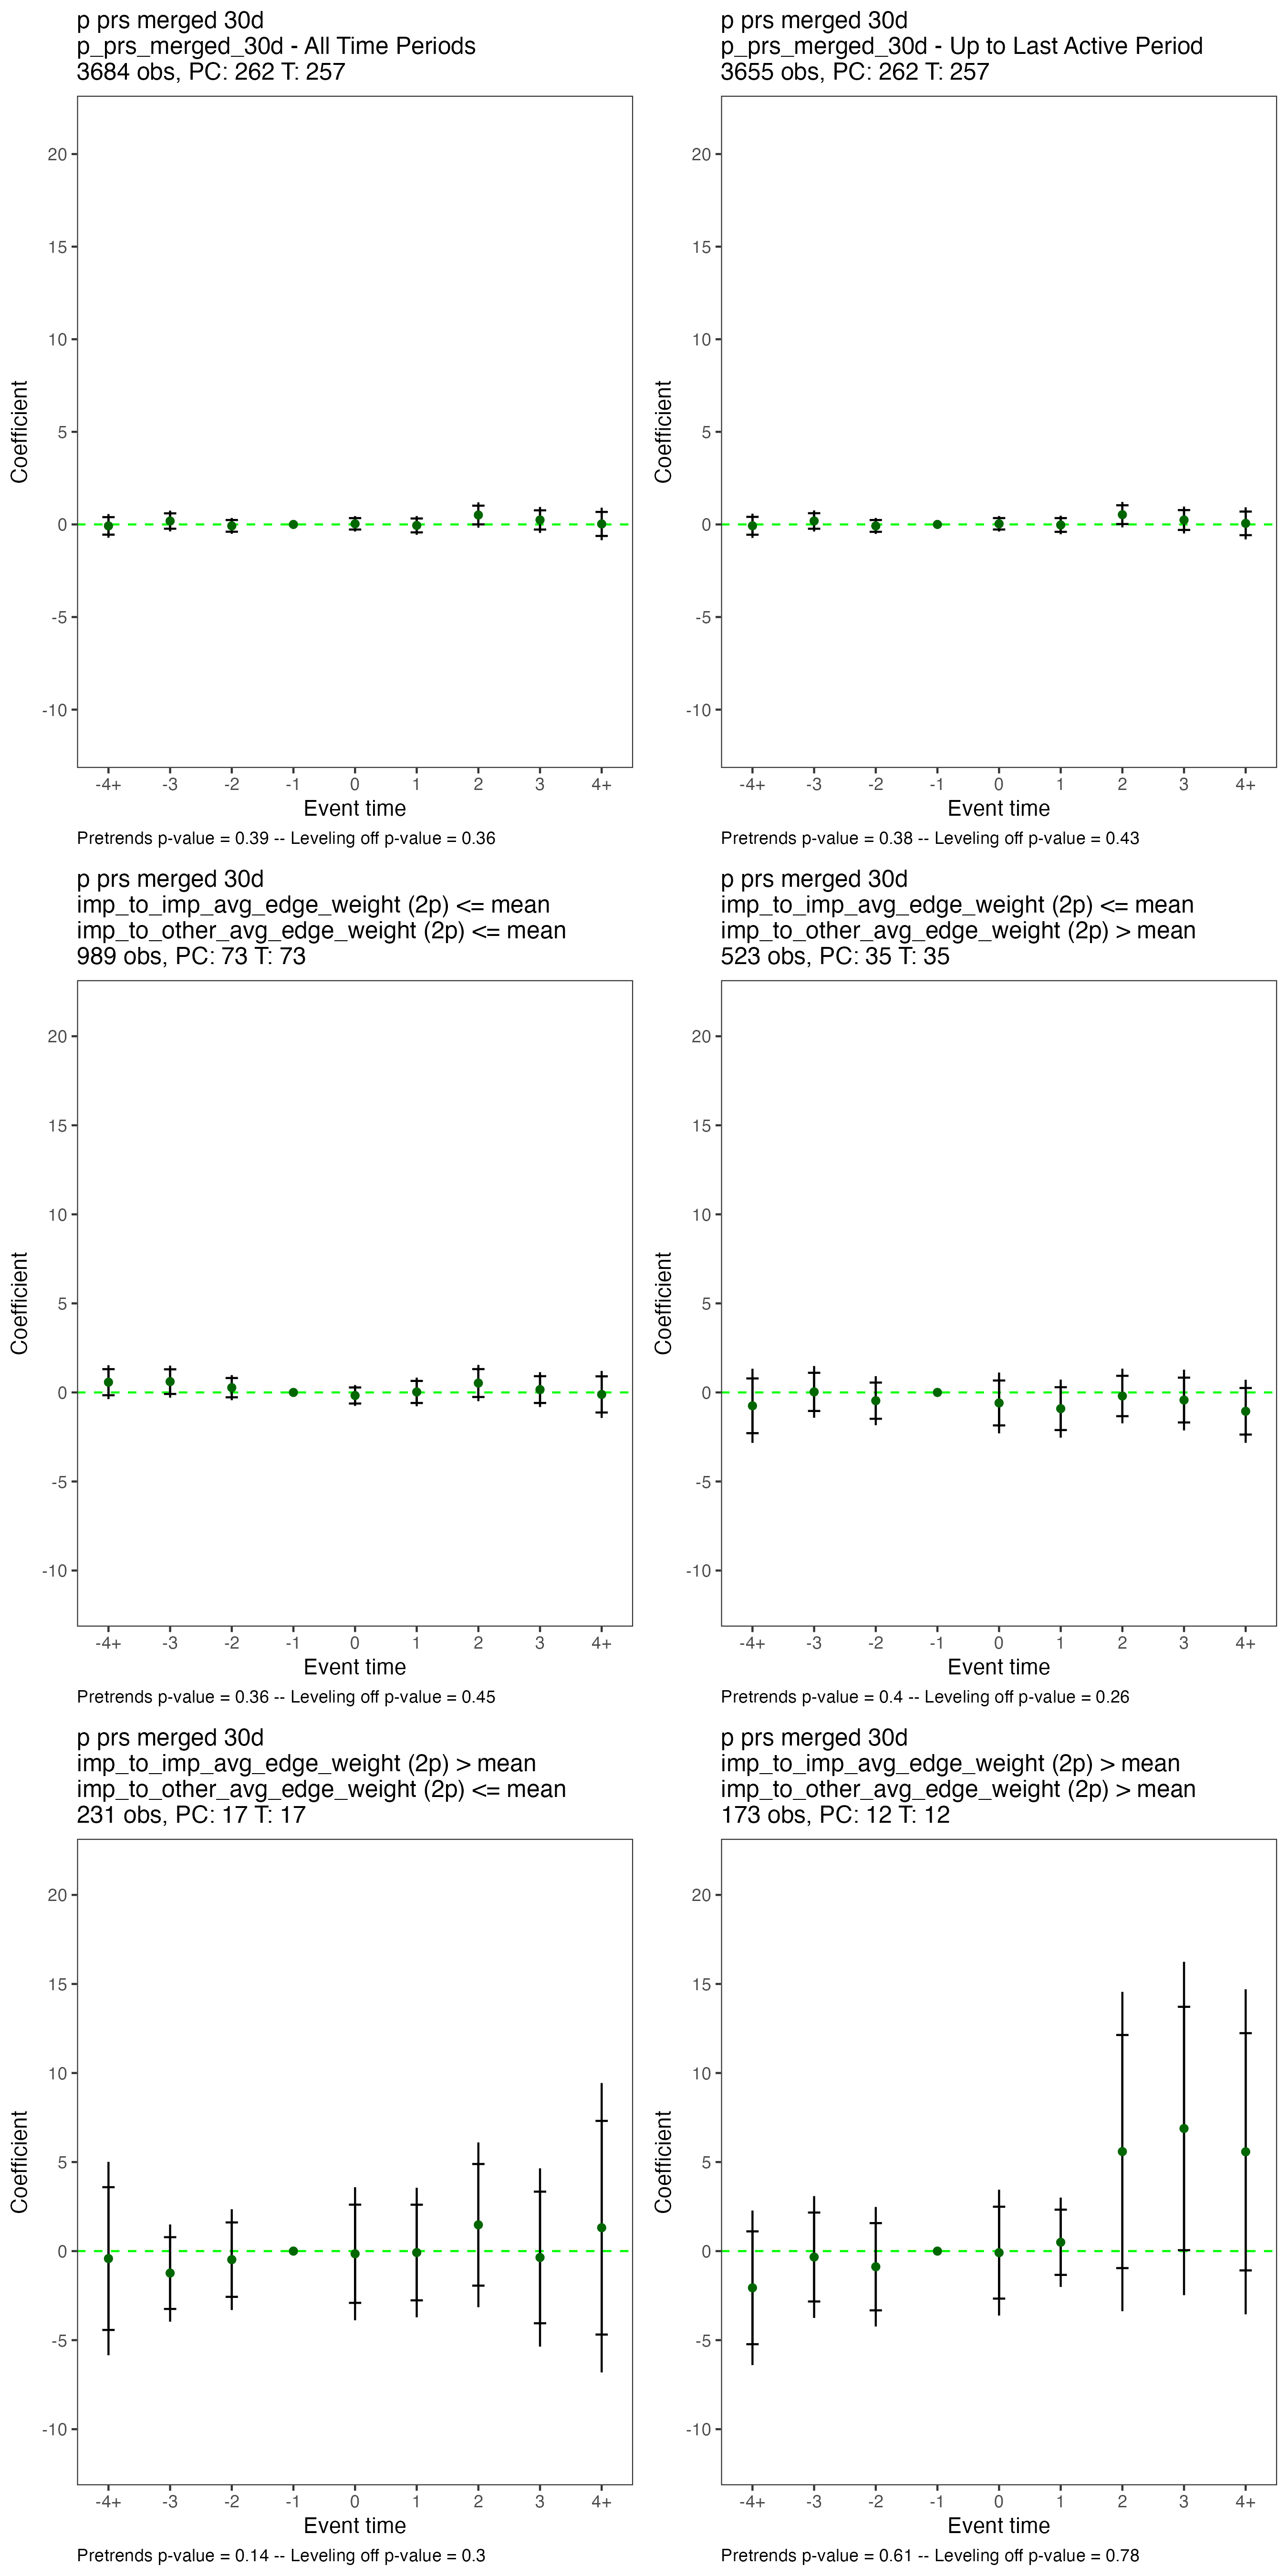 p prs merged 30d
p_prs_merged_30d - All Time Periods
3684 obs, PC: 262 T: 257
20
15
10
5
0
-5
-10
Coefficient
-4+ -3 -2 -1 0 1 2 3 4+
Event time
Pretrends p-value = 0.39 -- Leveling off p-value = 0.36
p prs merged 30d
p_prs_merged_30d - Up to Last Active Period
3655 obs, PC: 262 T: 257
20
15
10
5
0
-5
-10
Coefficient
-4+ -3 -2 -1 0 1 2 3 4+
Event time
Pretrends p-value = 0.38 -- Leveling off p-value = 0.43
p prs merged 30d
imp_to_imp_avg_edge_weight (2p) <= mean
imp_to_other_avg_edge_weight (2p) <= mean
989 obs, PC: 73 T: 73
20
15
10
5
0
-5
-10
Coefficient
-4+ -3 -2 -1 0 1 2 3 4+
Event time
Pretrends p-value = 0.36 -- Leveling off p-value = 0.45
p prs merged 30d
imp_to_imp_avg_edge_weight (2p) <= mean
imp_to_other_avg_edge_weight (2p) > mean
523 obs, PC: 35 T: 35
20
15
10
5
0
-5
-10
Coefficient
-4+ -3 -2 -1 0 1 2 3 4+
Event time
Pretrends p-value = 0.4 -- Leveling off p-value = 0.26
p prs merged 30d
imp_to_imp_avg_edge_weight (2p) > mean
imp_to_other_avg_edge_weight (2p) <= mean
231 obs, PC: 17 T: 17
20
15
10
5
0
-5
-10
Coefficient
-4+ -3 -2 -1 0 1 2 3 4+
Event time
Pretrends p-value = 0.14 -- Leveling off p-value = 0.3
p prs merged 30d
imp_to_imp_avg_edge_weight (2p) > mean
imp_to_other_avg_edge_weight (2p) > mean
173 obs, PC: 12 T: 12
20
15
10
5
0
-5
-10
Coefficient
-4+ -3 -2 -1 0 1 2 3 4+
Event time
Pretrends p-value = 0.61 -- Leveling off p-value = 0.78